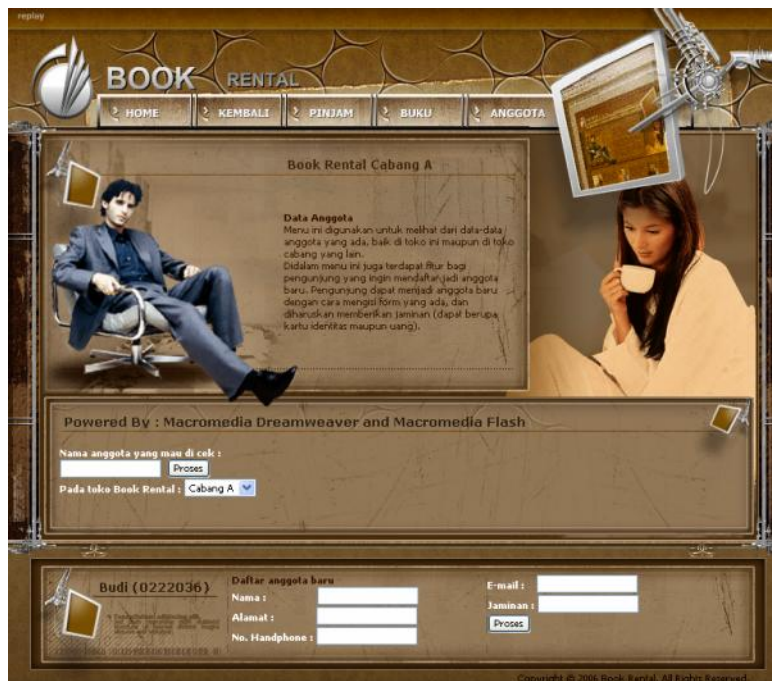 replay
BOOK RENTAL
HOME KEMBALI PINJAM BUKU ANGGOTA
Book Rental Cabang A
Data Anggota
Menu ini digunakan untuk melihat dari data-data
anggota yang ada, baik di toko ini maupun di toko
cabang yang lain.
Didalam menu ini juga terdapat fitur bagi
pengunjung yang ingin mendaftar jadi anggota
baru. Pengunjung dapat menjadi anggota baru
dengan cara mengisi form yang ada, dan
diharuskan memberikan jaminan (dapat berupa
kartu identitas maupun uang).
Powered By : Macromedia Dreamweaver and Macromedia Flash
Nama anggota yang mau di cek :
Proses
Pada toko Book Rental : Cabang A
Budi (0222036)
Daftar anggota baru
Nama :
Alamat :
No. Handphone :
E-mail :
Jaminan :
Proses
Copyright © 2006 Book Rental. All Rights Reserved.